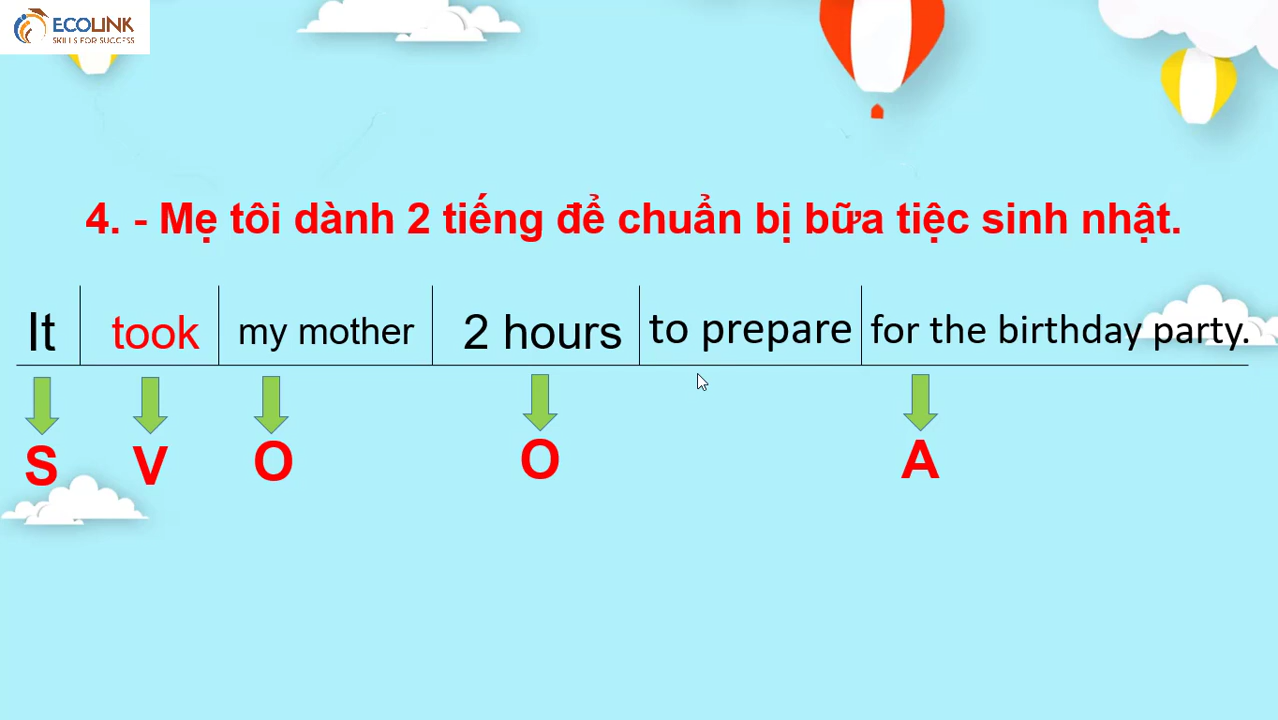 ECOLINK
SKILLS FOR SUCCESS
4. - Mẹ tôi dành 2 tiếng để chuẩn bị bữa tiệc sinh nhật.
It took my mother 2 hours to prepare for the birthday party.
S V O O A